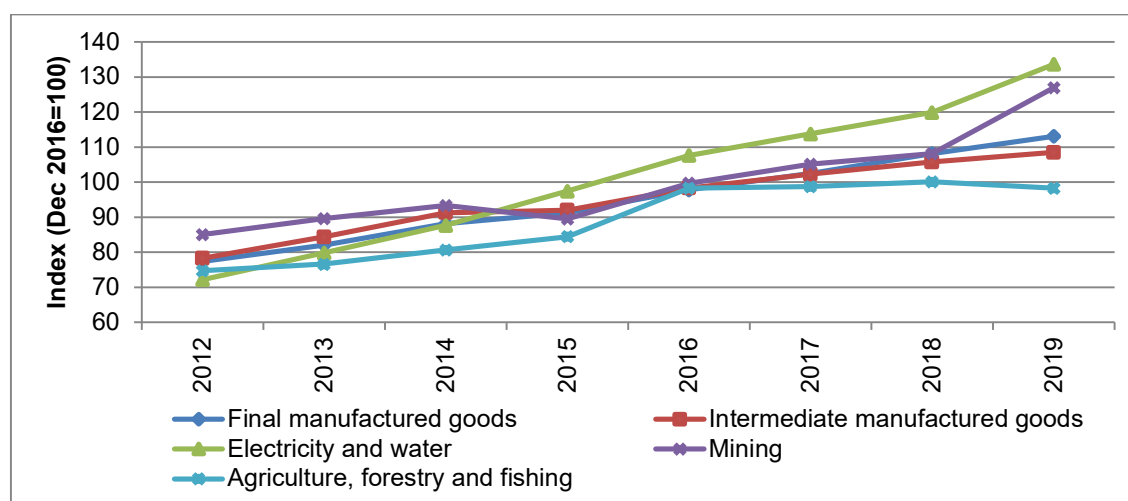 Index (Dec 2016=100)
140
130
120
110
100
90
80
70
60
2012
2013
2014
2015
2016
2017
2018
2019
Final manufactured goods
Intermediate manufactured goods
Electricity and water
Mining
Agriculture, forestry and fishing